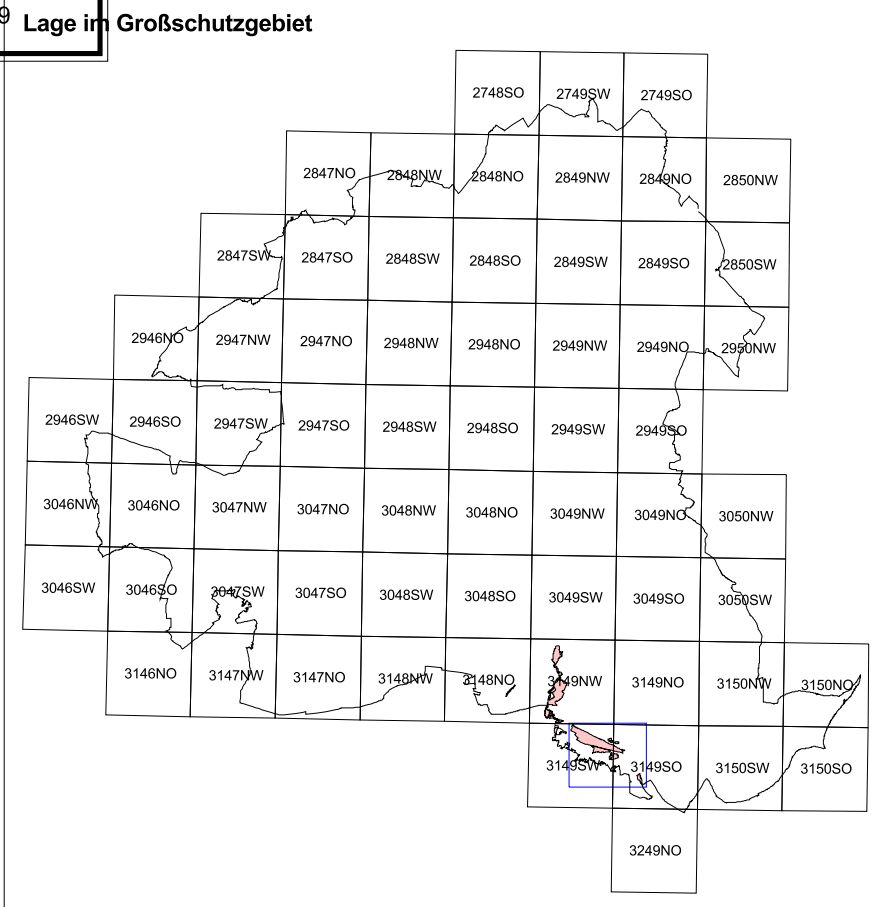 9
Lage im Großschutzgebiet
2748SO 2749SW 2749SO
2847NO 2848NW 2848NO 2849NW 2849NO 2850NW
2847SW 2847SO 2848SW 2848SO 2849SW 2849SO 2850SW
2946NO 2947NW 2947NO 2948NW 2948NO 2949NW 2949NO 2950NW
2946SW 2946SO 2947SW 2947SO 2948SW 2948SO 2949SW 2949SO
3046NW 3046NO 3047NW 3047NO 3048NW 3048NO 3049NW 3049NO 3050NW
3046SW 3046SO 3047SW 3047SO 3048SW 3048SO 3049SW 3049SO 3050SW
3146NO 3147NW 3147NO 3148NW 3148NO 3149NW 3149NO 3150NW 3150NO
3149SW 3149SO 3150SW 3150SO
3249NO